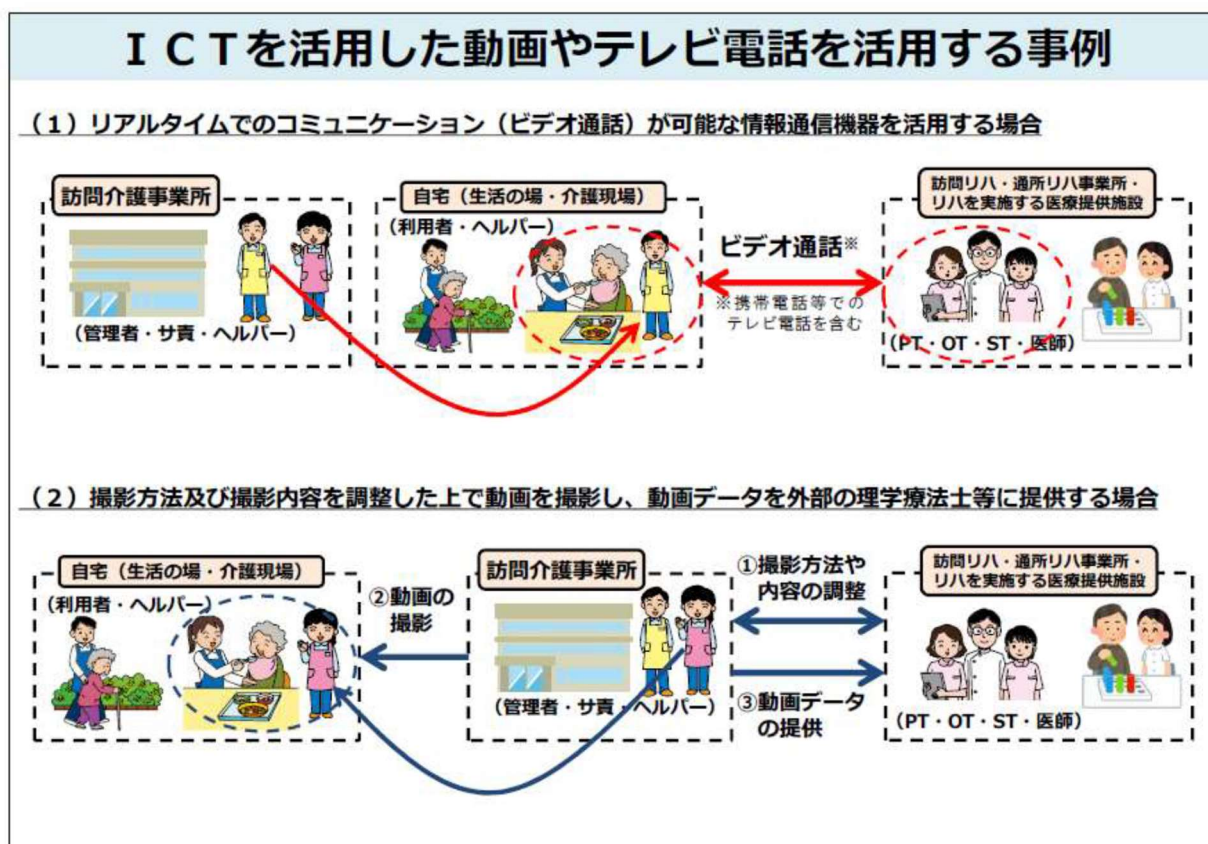 ＩＣＴを活用した動画やテレビ電話を活用する事例
（１）リアルタイムでのコミュニケーション（ビデオ通話）が可能な情報通信機器を活用する場合
訪問介護事業所
（管理者・サ責・ヘルパー）
自宅（生活の場・介護現場）
（利用者・ヘルパー）
ビデオ通話※
※携帯電話等での
テレビ電話を含む
訪問リハ・通所リハ事業所・
リハを実施する医療提供施設
（PT・OT・ST・医師）
（２）撮影方法及び撮影内容を調整した上で動画を撮影し、動画データを外部の理学療法士等に提供する場合
自宅（生活の場・介護現場）
（利用者・ヘルパー）
②動画の
撮影
訪問介護事業所
（管理者・サ責・ヘルパー）
①撮影方法や
内容の調整
③動画データ
の提供
訪問リハ・通所リハ事業所・
リハを実施する医療提供施設
（PT・OT・ST・医師）